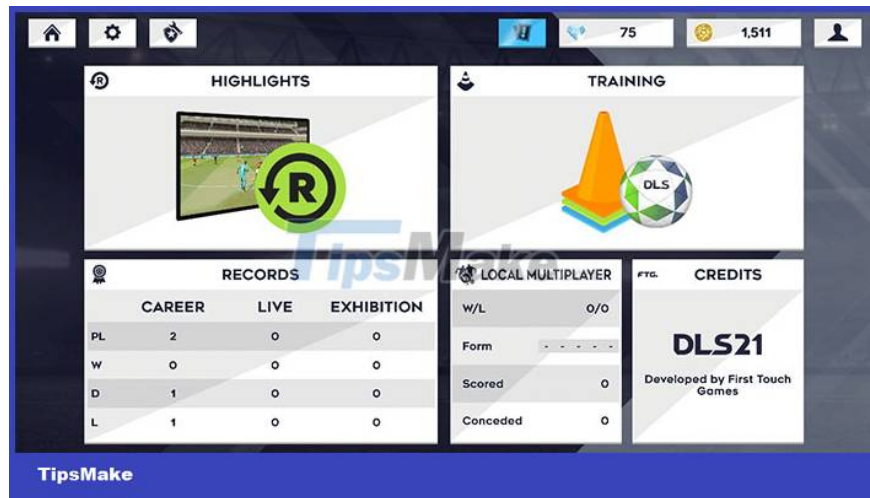 75
1,511
HIGHLIGHTS
R
TRAINING
DLS
TipsMake
RECORDS
CAREER LIVE EXHIBITION
PL 2 0 0
W 0 0 0
D 1 0 0
L 1 0 0
LOCAL MULTIPLAYER
W/L 0/0
Form - - - - -
Scored 0
Conceded 0
FTG. CREDITS
DLS21
Developed by First Touch
Games
TipsMake